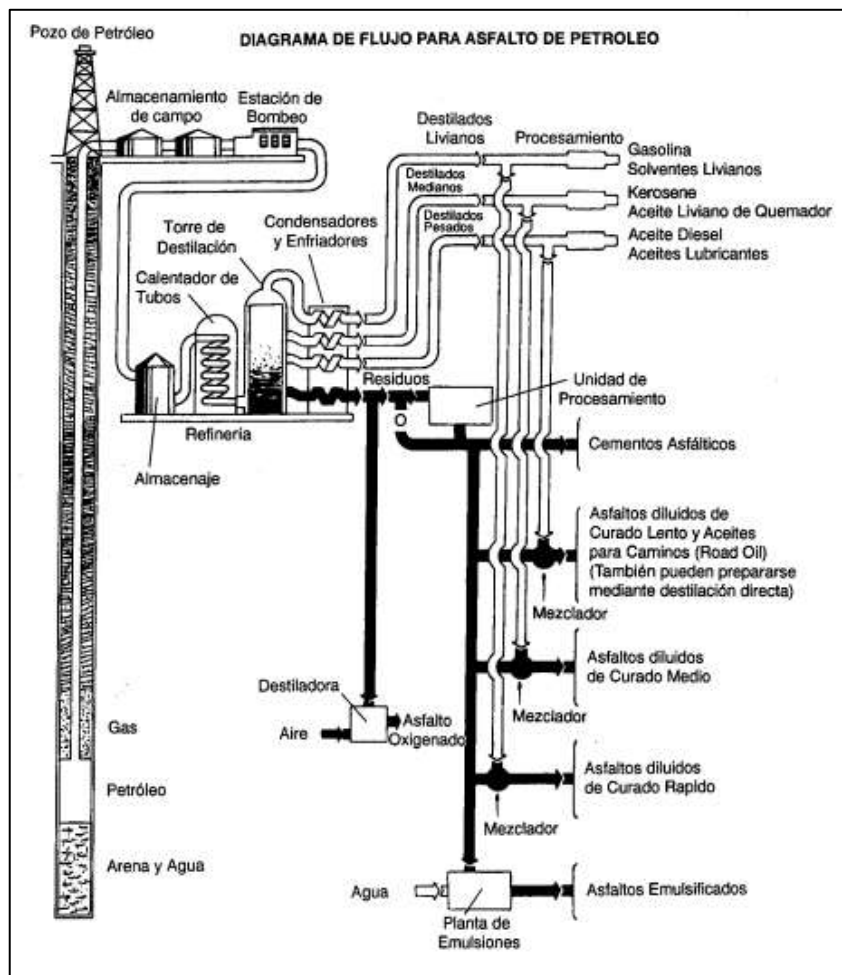 Pozo de Petróleo
DIAGRAMA DE FLUJO PARA ASFALTO DE PETROLEO
Almacenamiento
de campo
Estación de
Bombeo
Destilados
Livianos
Procesamiento
Gasolina
Solventes Livianos
Destilados
Medianos
Kerosene
Aceite Liviano de Quemador
Destilados
Pesados
Aceite Diesel
Aceites Lubricantes
Torre de
Destilación
Condensadores
y Enfriadores
Calentador de
Tubos
Residuos
Unidad de
Procesamiento
Refinería
Almacenaje
Cementos Asfálticos
Asfaltos diluidos de
Curado Lento y Aceites
para Caminos (Road Oil)
(También pueden prepararse
mediante destilación directa)
Mezclador
Asfaltos diluidos
de Curado Medio
Mezclador
Destiladora
Aire
Asfalto
Oxigenado
Gas
Petróleo
Asfaltos diluidos
de Curado Rapido
Mezclador
Arena y Agua
Agua
Planta de
Emulsiones
Asfaltos Emulsificados